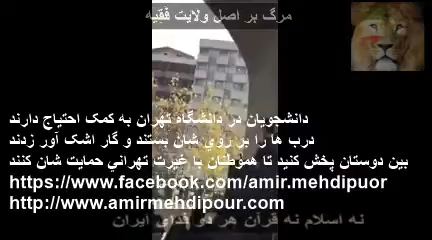 مرگ بر اصل ولایت فقیه
دانشجویان در دانشگاه تهران به کمک احتیاج دارند
درب ها را بر روی شان بستند و گار اشک آور زدند
بین دوستان پخش کنید تا هموطنان با غیرت تهراني حمایت شان کنند
https://www.facebook.com/amir.mehdipuor
http://www.amirmehdipour.com
نه اسلام نه قرآن هر دو فدای ایران